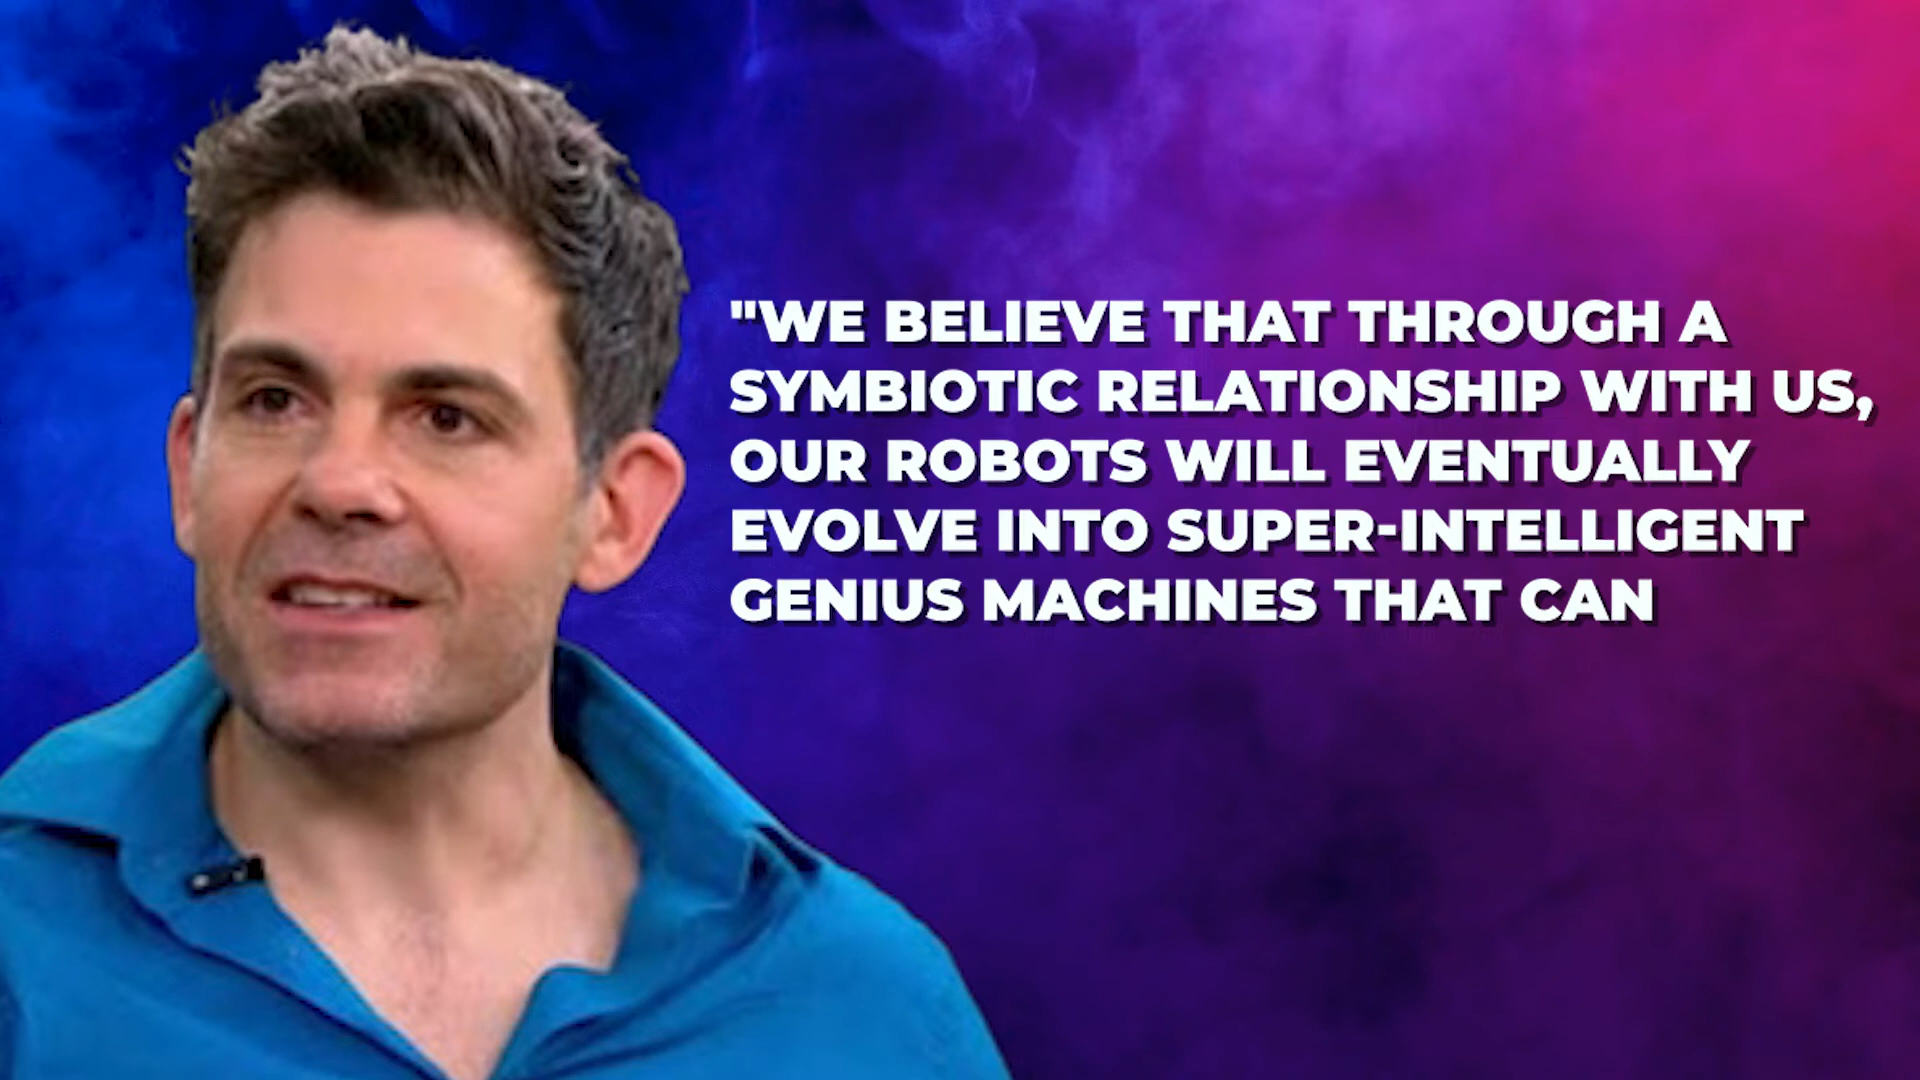 "WE BELIEVE THAT THROUGH A
SYMBIOTIC RELATIONSHIP WITH US,
OUR ROBOTS WILL EVENTUALLY
EVOLVE INTO SUPER-INTELLIGENT
GENIUS MACHINES THAT CAN